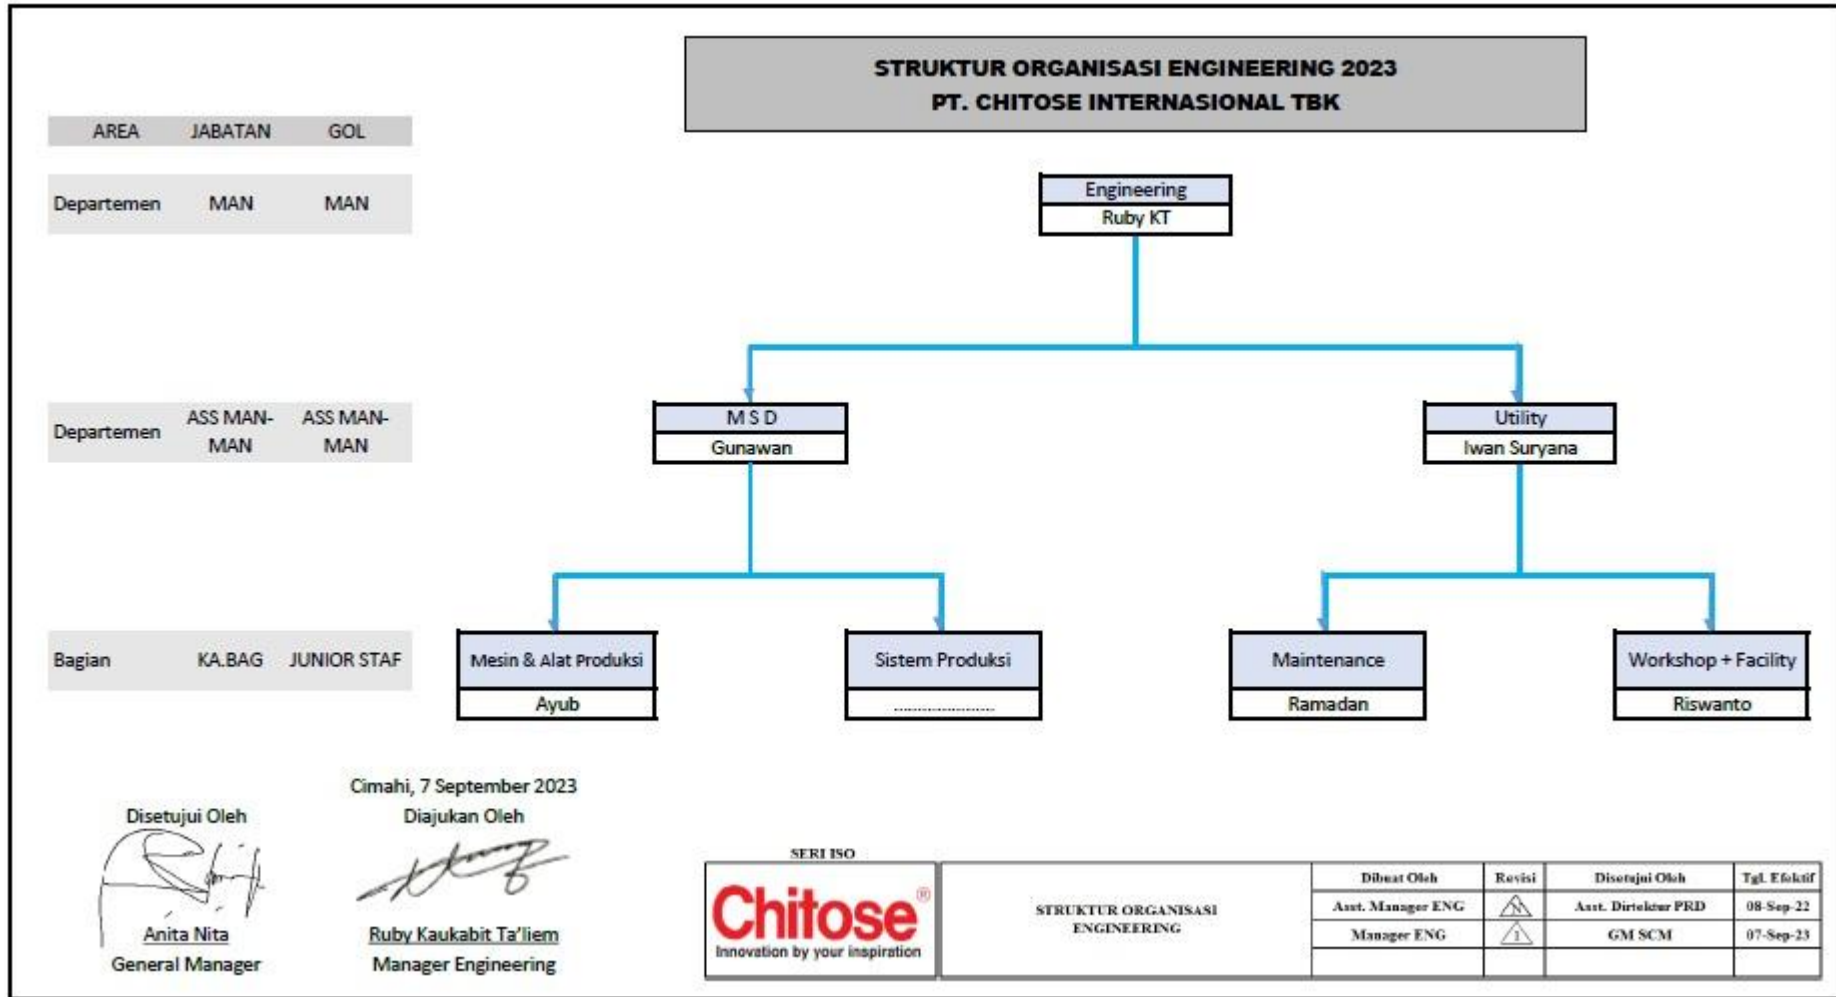 STRUKTUR ORGANISASI ENGINEERING 2023
PT. CHITOSE INTERNASIONAL TBK
AREA JABATAN GOL
Departemen MAN MAN
Engineering
Ruby KT
Departemen ASS MAN-MAN ASS MAN-MAN
M S D
Gunawan
Utility
Iwan Suryana
Bagian KA.BAG JUNIOR STAF
Mesin & Alat Produksi
Ayub
Sistem Produksi
........................
Maintenance
Ramadan
Workshop + Facility
Riswanto
Cimahi, 7 September 2023
Disetujui Oleh
Diajukan Oleh
Anita Nita
General Manager
Ruby Kaukabit Ta'liem
Manager Engineering
SERI ISO
Chitose®
Innovation by your inspiration
STRUKTUR ORGANISASI
ENGINEERING
Dibuat Oleh Revisi Disetujui Oleh Tgl. Efektif
Asst. Manager ENG N Asst. Dirtektur PRD 08-Sep-22
Manager ENG 1 GM SCM 07-Sep-23